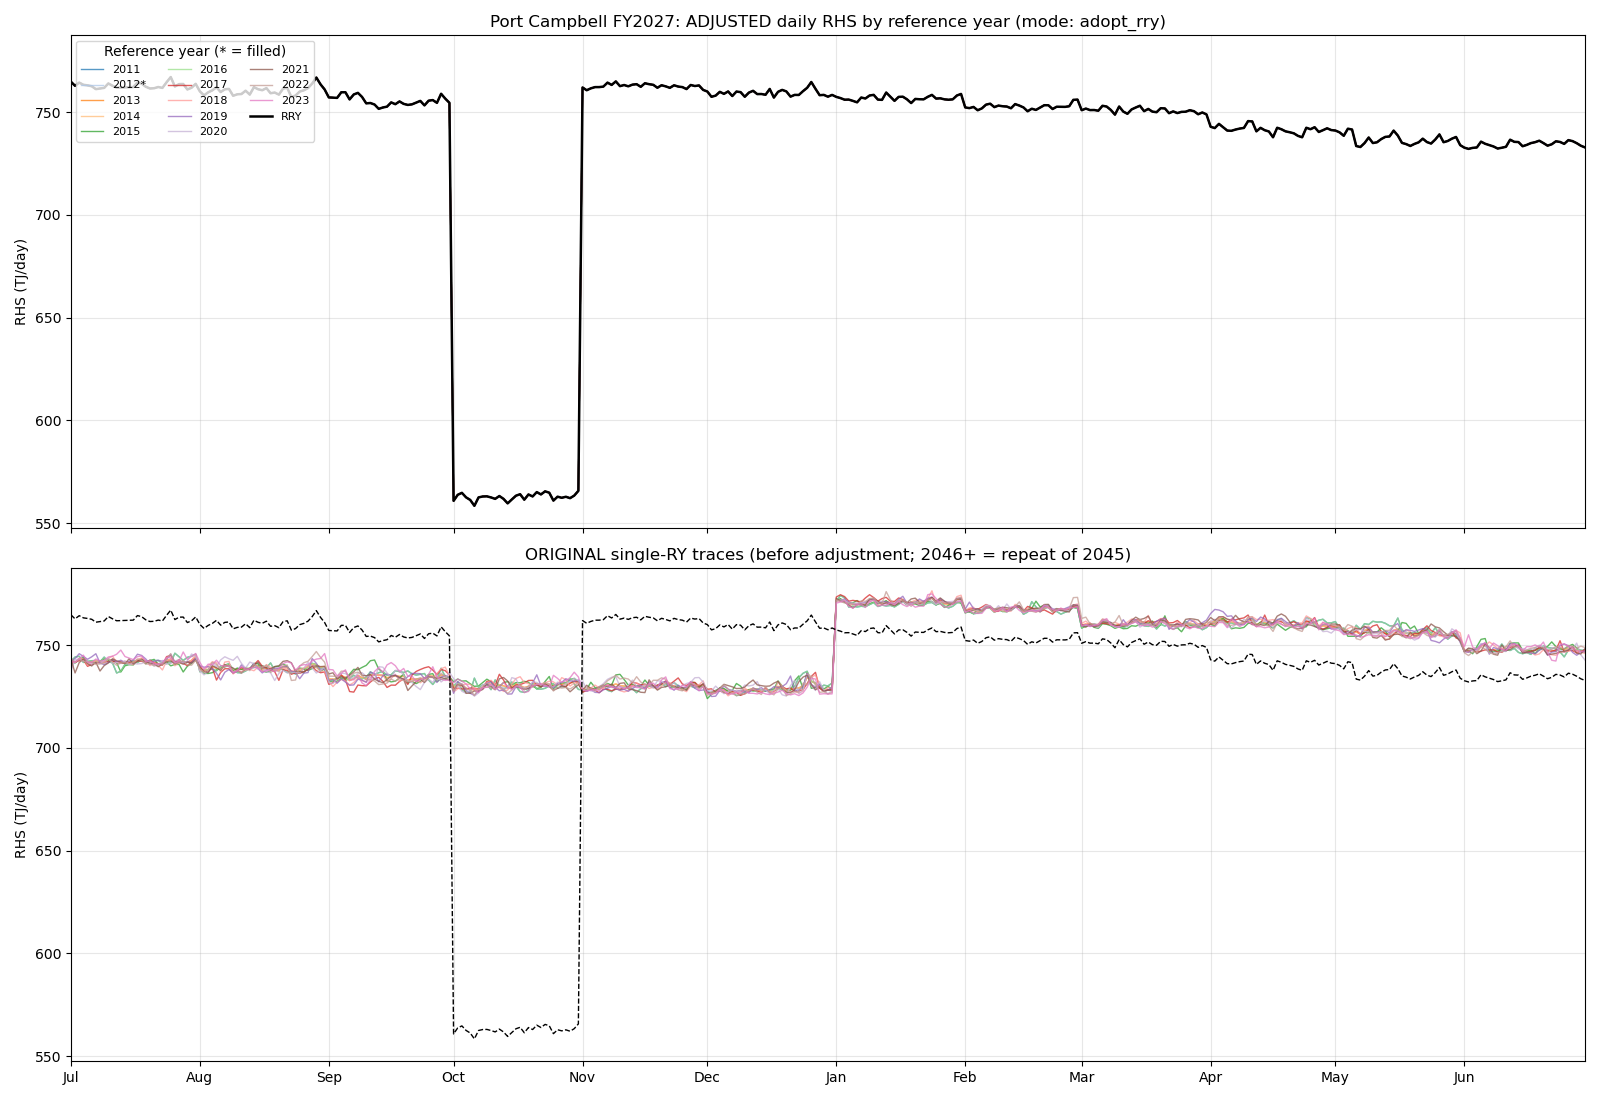 Port Campbell FY2027: ADJUSTED daily RHS by reference year (mode: adopt_rry)
Reference year (* = filled)
2011 2016 2021
2012* 2017 2022
2013 2018 2023
2014 2019 RRY
2015 2020
RHS (TJ/day)
750
700
650
600
550
ORIGINAL single-RY traces (before adjustment; 2046+ = repeat of 2045)
RHS (TJ/day)
750
700
650
600
550
Jul Aug Sep Oct Nov Dec Jan Feb Mar Apr May Jun